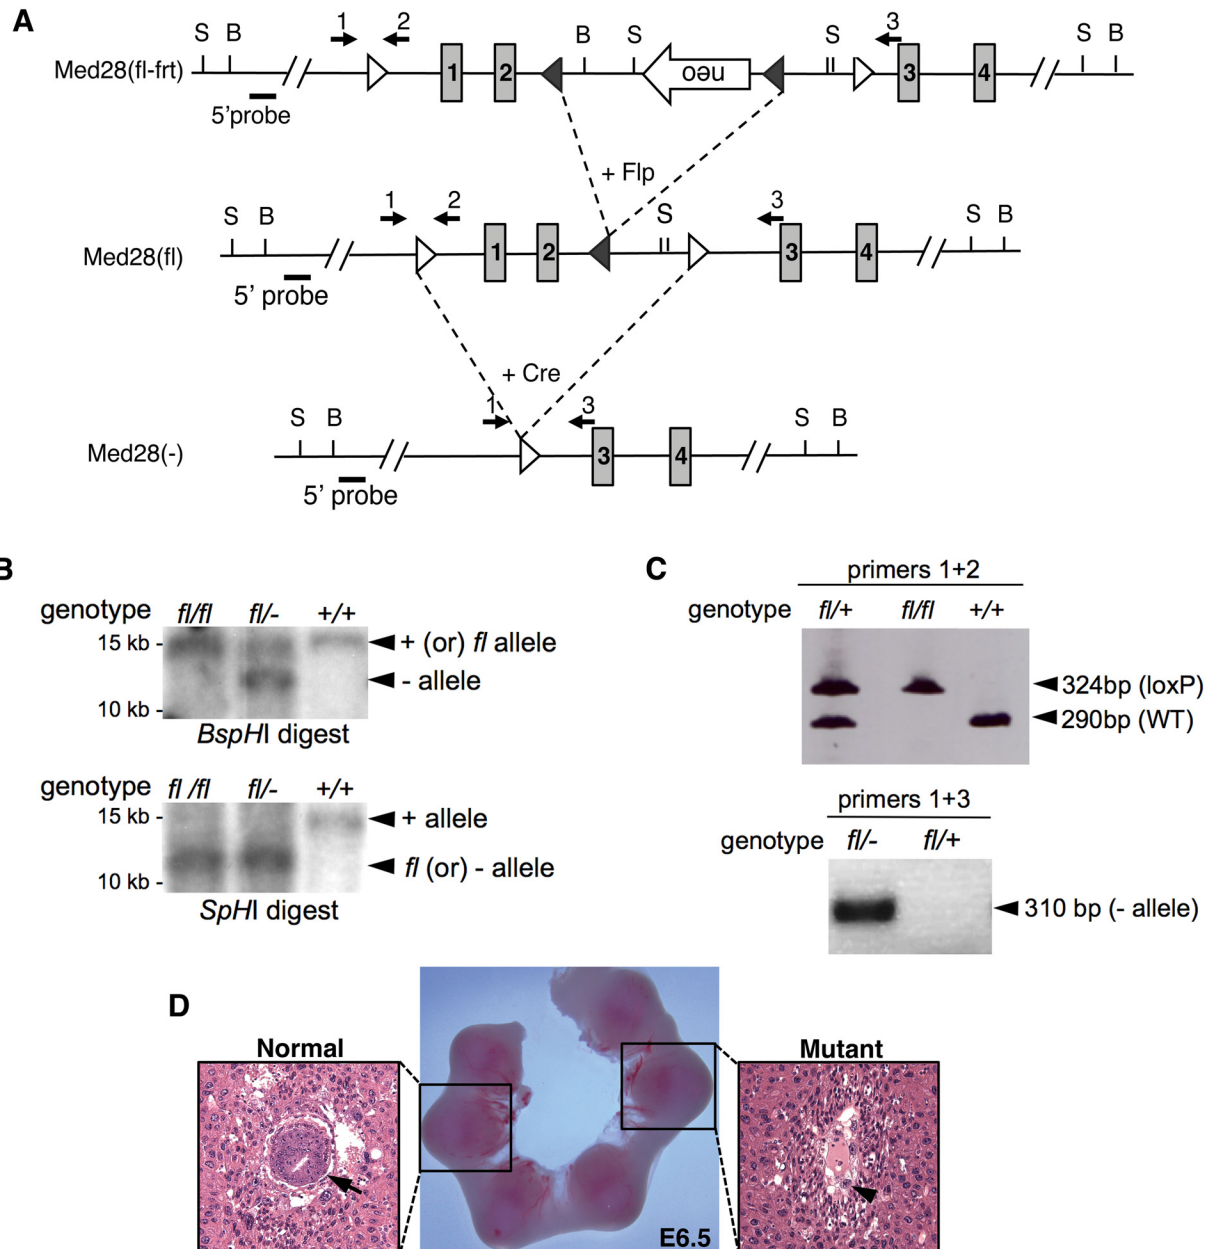 A
S B 1 2 B S S 3 S B
Med28(fl-frt) 1 2 neo 3 4
5'probe
+ Flp
S B 1 2 S 3 S B
Med28(fl) 1 2 3 4
5' probe
+ Cre
S B 1 3 S B
Med28(-) 3 4
5' probe
B
genotype fl/fl fl/- +/+
15 kb - + (or) fl allele
- allele
10 kb -
BspHI digest
genotype fl /fl fl/- +/+
15 kb - + allele
fl (or) - allele
10 kb -
SpHI digest
C
primers 1+2
genotype fl/+ fl/fl +/+
324bp (loxP)
290bp (WT)
primers 1+3
genotype fl/- fl/+
310 bp (- allele)
D
Normal
Mutant
E6.5